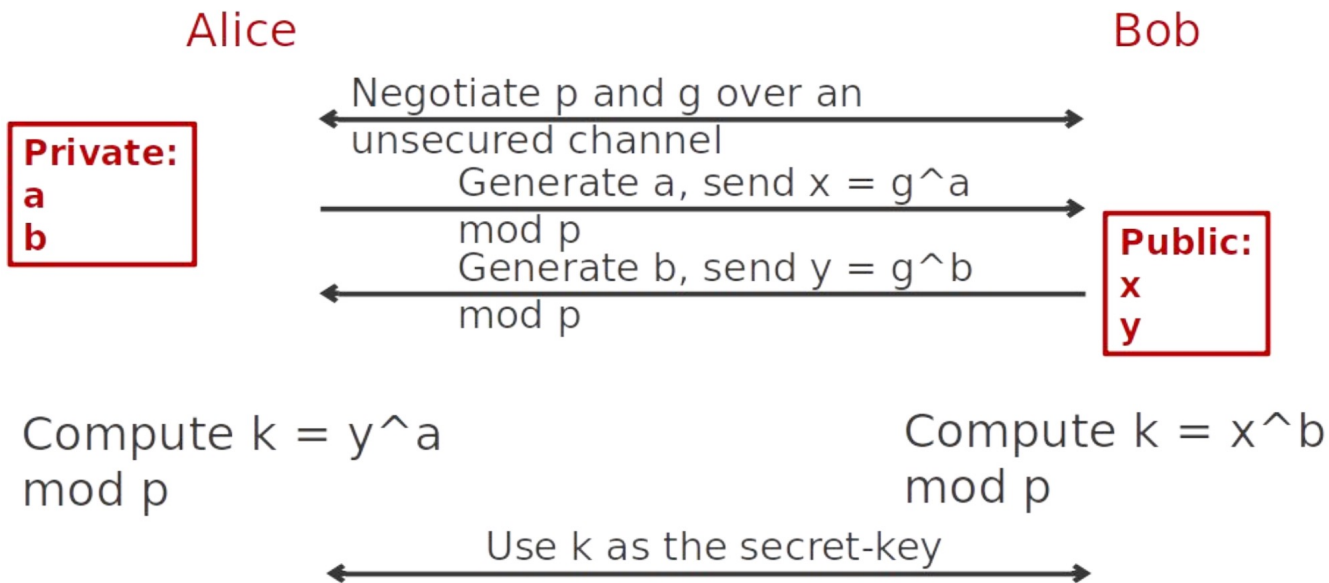 Alice
Bob
Negotiate p and g over an
unsecured channel
Private:
a
b
Generate a, send x = g^a
mod p
Generate b, send y = g^b
mod p
Public:
x
y
Compute k = y^a
mod p
Compute k = x^b
mod p
Use k as the secret-key